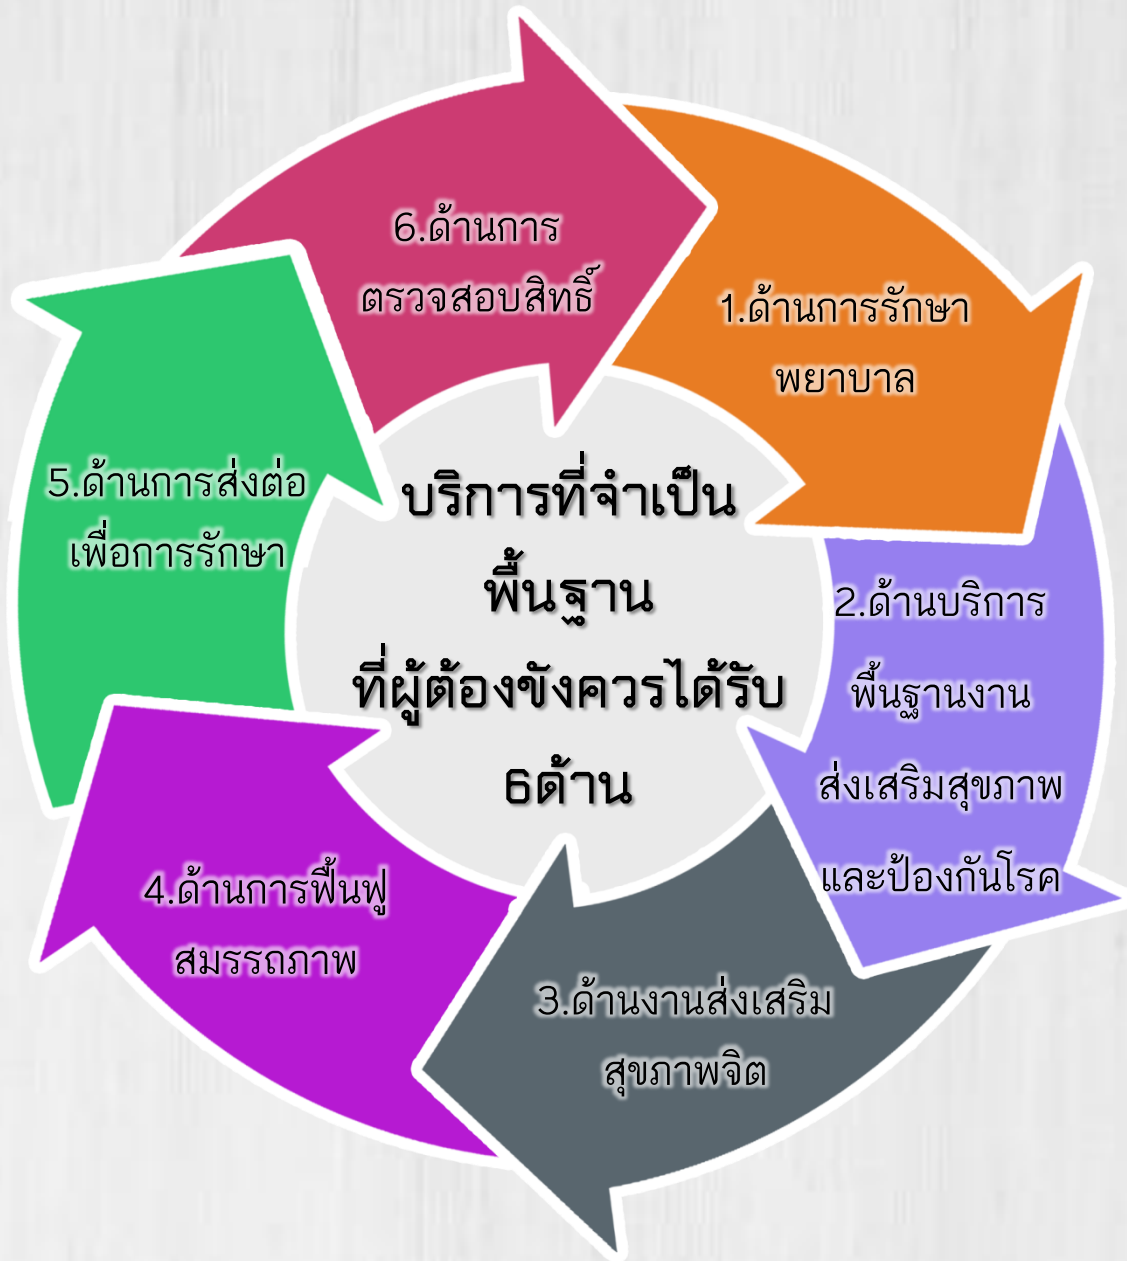 บริการที่จำเป็น
พื้นฐาน
ที่ผู้ต้องขังควรได้รับ
6ด้าน
1.ด้านการรักษา
พยาบาล
2.ด้านบริการ
พื้นฐานงาน
ส่งเสริมสุขภาพ
และป้องกันโรค
3.ด้านงานส่งเสริม
สุขภาพจิต
4.ด้านการฟื้นฟู
สมรรถภาพ
5.ด้านการส่งต่อ
เพื่อการรักษา
6.ด้านการ
ตรวจสอบสิทธิ์